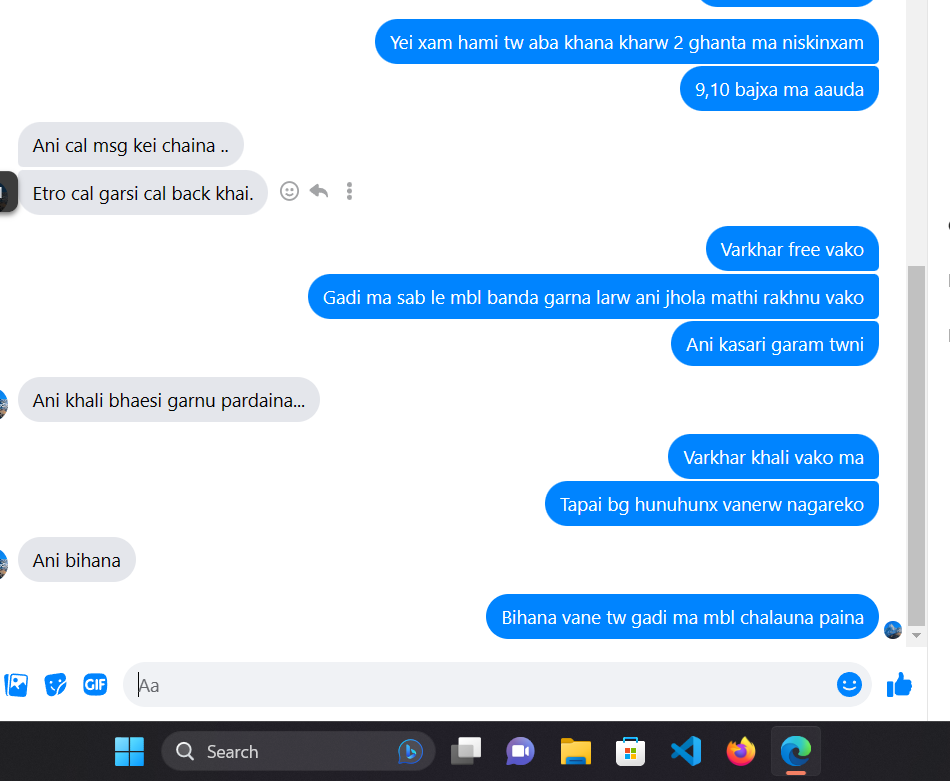 Yei xam hami tw aba khana kharw 2 ghanta ma niskinxam
9,10 bajxa ma aauda
Ani cal msg kei chaina ..
Etro cal garsi cal back khai.
Varkhar free vako
Gadi ma sab le mbl banda garna larw ani jhola mathi rakhnu vako
Ani kasari garam twni
Ani khali bhaesi garnu pardaina...
Varkhar khali vako ma
Tapai bg hunuhunx vanerw nagareko
Ani bihana
Bihana vane tw gadi ma mbl chalauna paina
GIF
Aa
Search